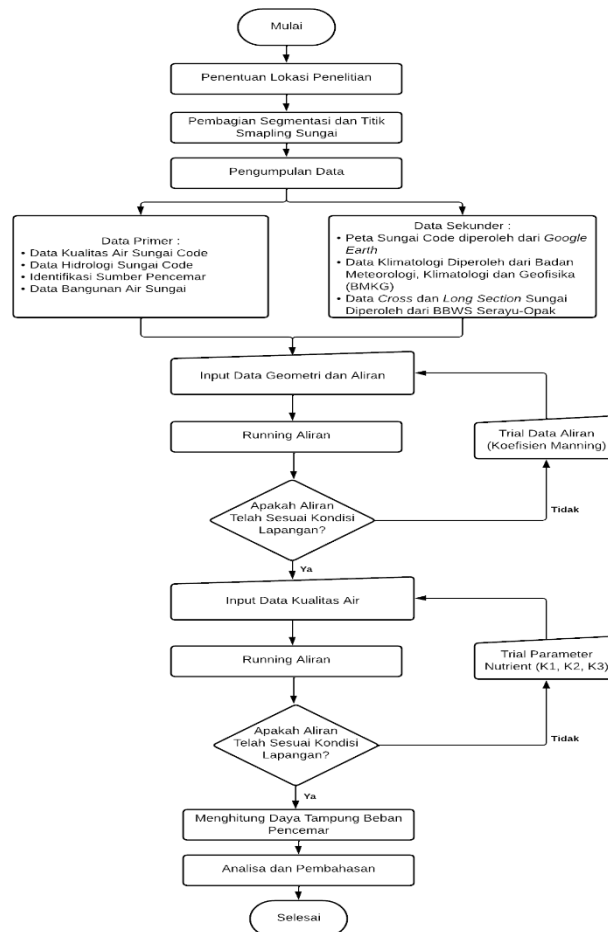 Mulai
Penentuan Lokasi Penelitian
Pembagian Segmentasi dan Titik
Smapling Sungai
Pengumpulan Data
Data Primer :
• Data Kualitas Air Sungai Code
• Data Hidrologi Sungai Code
• Identifikasi Sumber Pencemar
• Data Bangunan Air Sungai
Data Sekunder :
• Peta Sungai Code diperoleh dari Google
Earth
• Data Klimatologi Diperoleh dari Badan
Meteorologi, Klimatologi dan Geofisika
(BMKG)
• Data Cross dan Long Section Sungai
Diperoleh dari BBWS Serayu-Opak
Input Data Geometri dan Aliran
Running Aliran
Trial Data Aliran
(Koefisien Manning)
Apakah Aliran
Telah Sesuai Kondisi
Lapangan?
Tidak
Ya
Input Data Kualitas Air
Running Aliran
Trial Parameter
Nutrient (K1, K2, K3)
Apakah Aliran
Telah Sesuai Kondisi
Lapangan?
Tidak
Ya
Menghitung Daya Tampung Beban
Pencemar
Analisa dan Pembahasan
Selesai